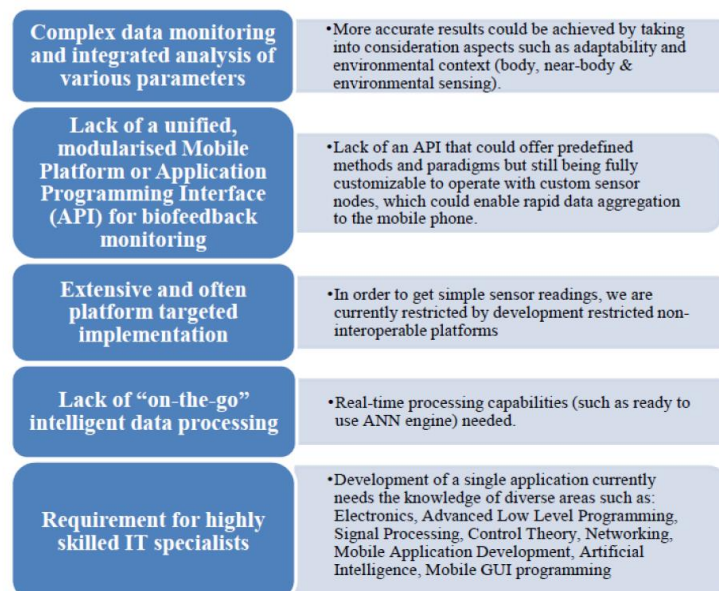 Complex data monitoring
and integrated analysis of
various parameters
•More accurate results could be achieved by taking
into consideration aspects such as adaptability and
environmental context (body, near-body &
environmental sensing).
Lack of a unified,
modularised Mobile
Platform or Application
Programming Interface
(API) for biofeedback
monitoring
•Lack of an API that could offer predefined
methods and paradigms but still being fully
customizable to operate with custom sensor
nodes, which could enable rapid data aggregation
to the mobile phone.
Extensive and often
platform targeted
implementation
•In order to get simple sensor readings, we are
currently restricted by development restricted non-
interoperable platforms
Lack of “on-the-go”
intelligent data processing
•Real-time processing capabilities (such as ready to
use ANN engine) needed.
Requirement for highly
skilled IT specialists
•Development of a single application currently
needs the knowledge of diverse areas such as:
Electronics, Advanced Low Level Programming,
Signal Processing, Control Theory, Networking,
Mobile Application Development, Artificial
Intelligence, Mobile GUI programming